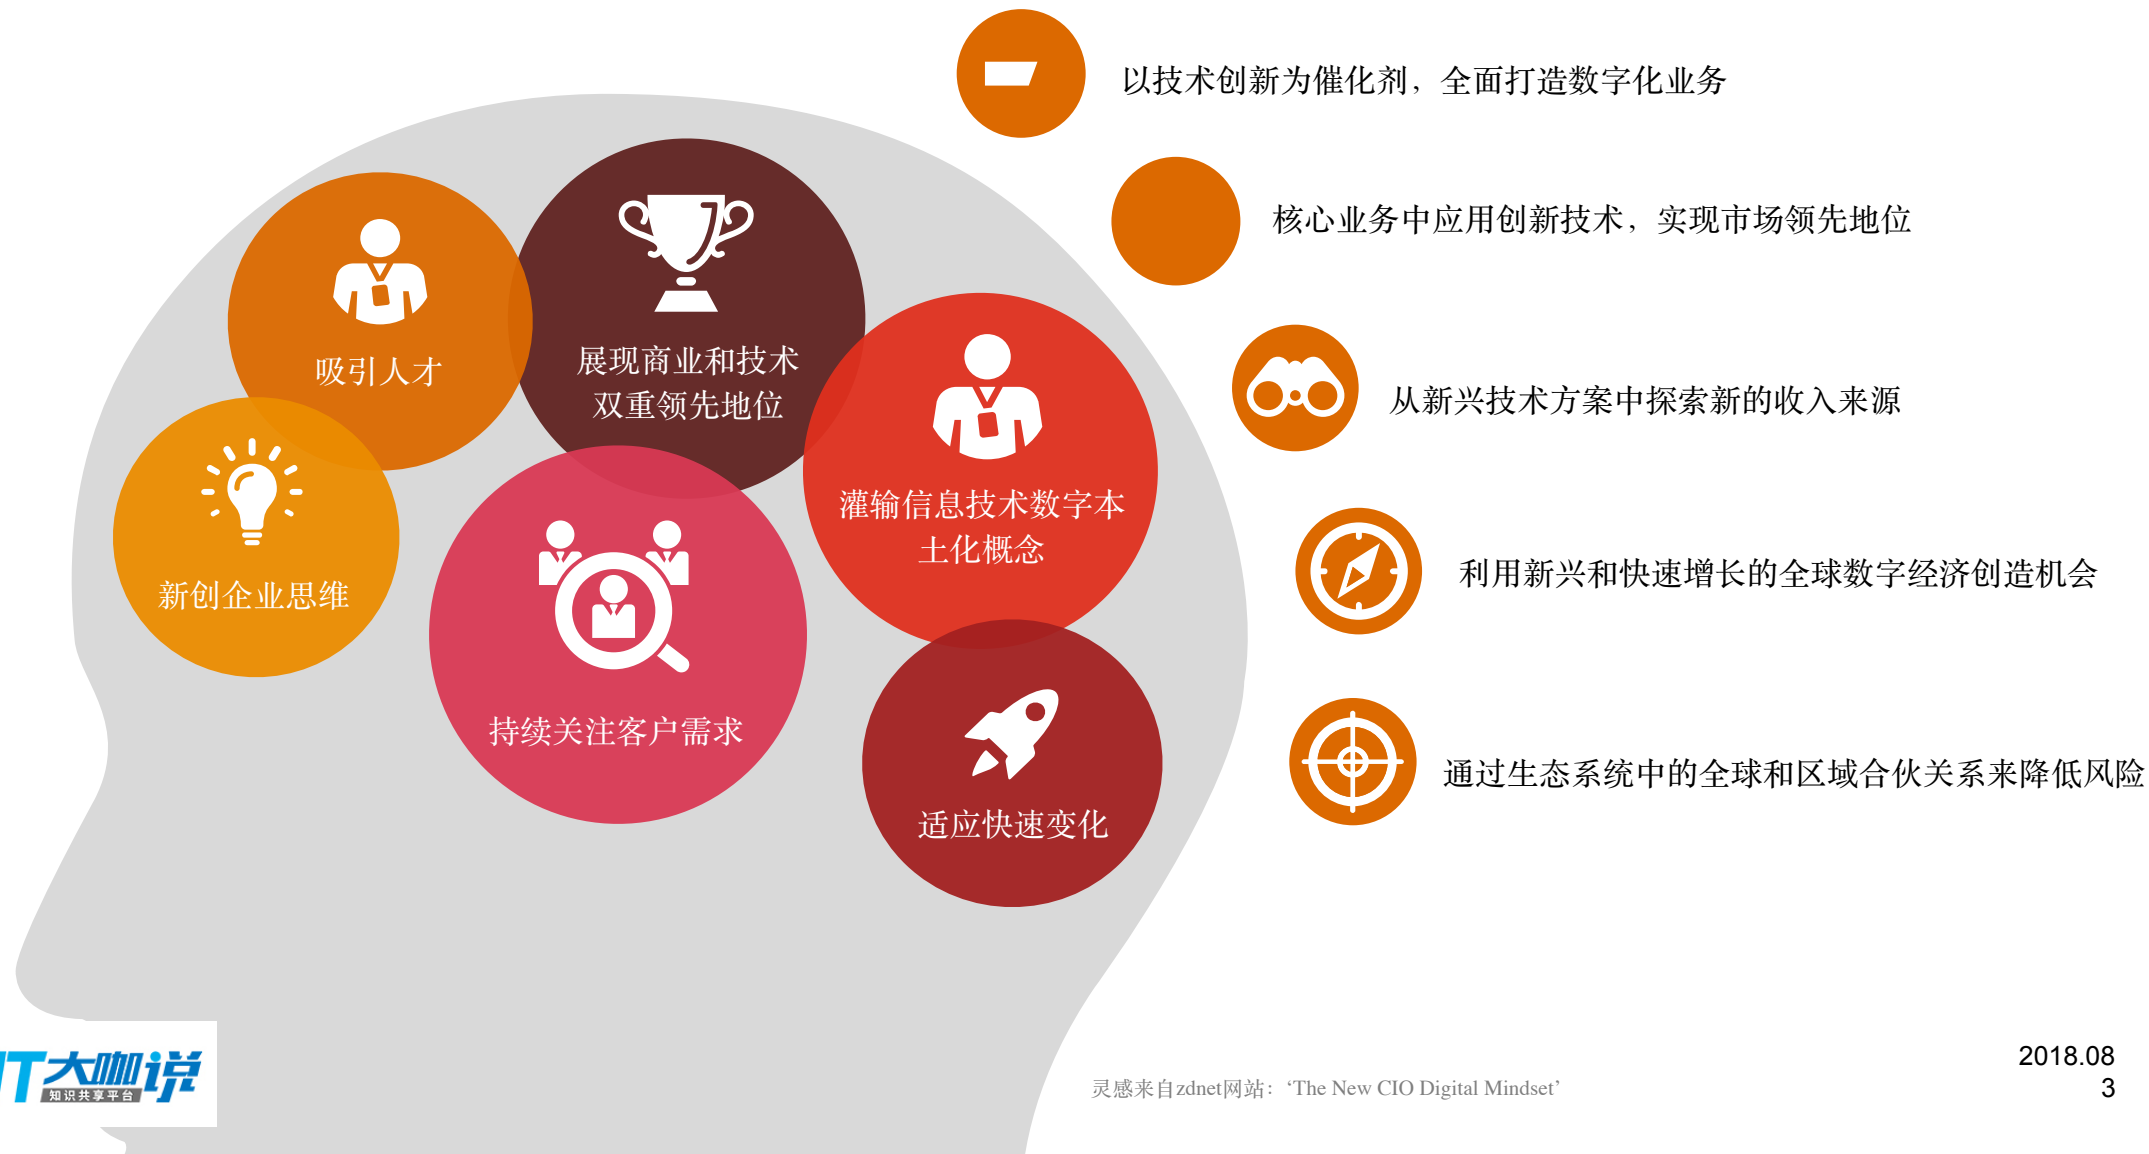 以技术创新为催化剂，全面打造数字化业务
核心业务中应用创新技术，实现市场领先地位
从新兴技术方案中探索新的收入来源
利用新兴和快速增长的全球数字经济创造机会
通过生态系统中的全球和区域合伙关系来降低风险
吸引人才
展现商业和技术
双重领先地位
灌输信息技术数字本
土化概念
新创企业思维
持续关注客户需求
适应快速变化
IT大咖说
知识共享平台
灵感来自zdnet网站：‘The New CIO Digital Mindset’
2018.08
3